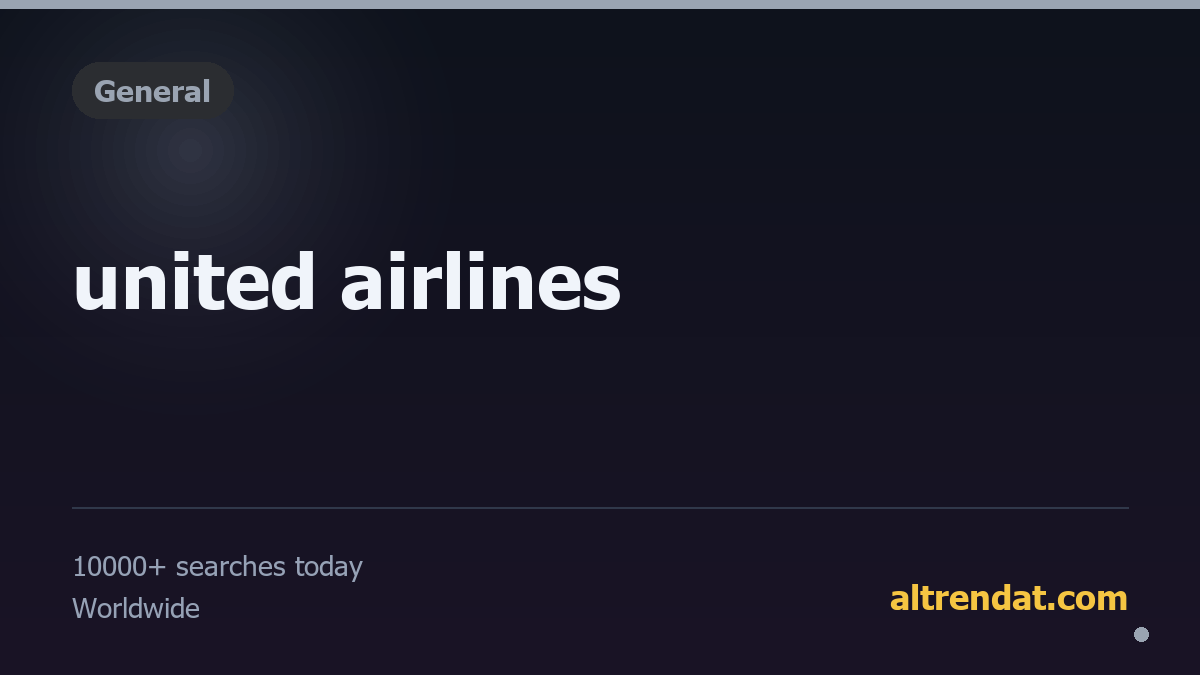 General
united airlines
10000+ searches today
Worldwide
altrendat.com